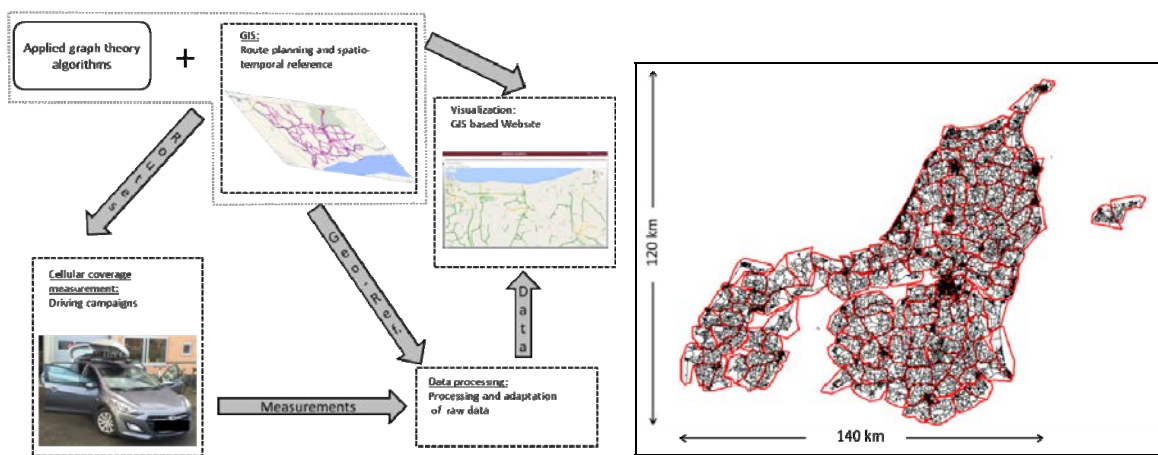 Applied graph theory
algorithms
+
GIS:
Route planning and spatio-
temporal reference
Visualization:
GIS based Website
Routes
Geo.Ref
Data
Cellular coverage
measurement:
Driving campaigns
Measurements
Data processing:
Processing and adaptation
of raw data
120 km
140 km